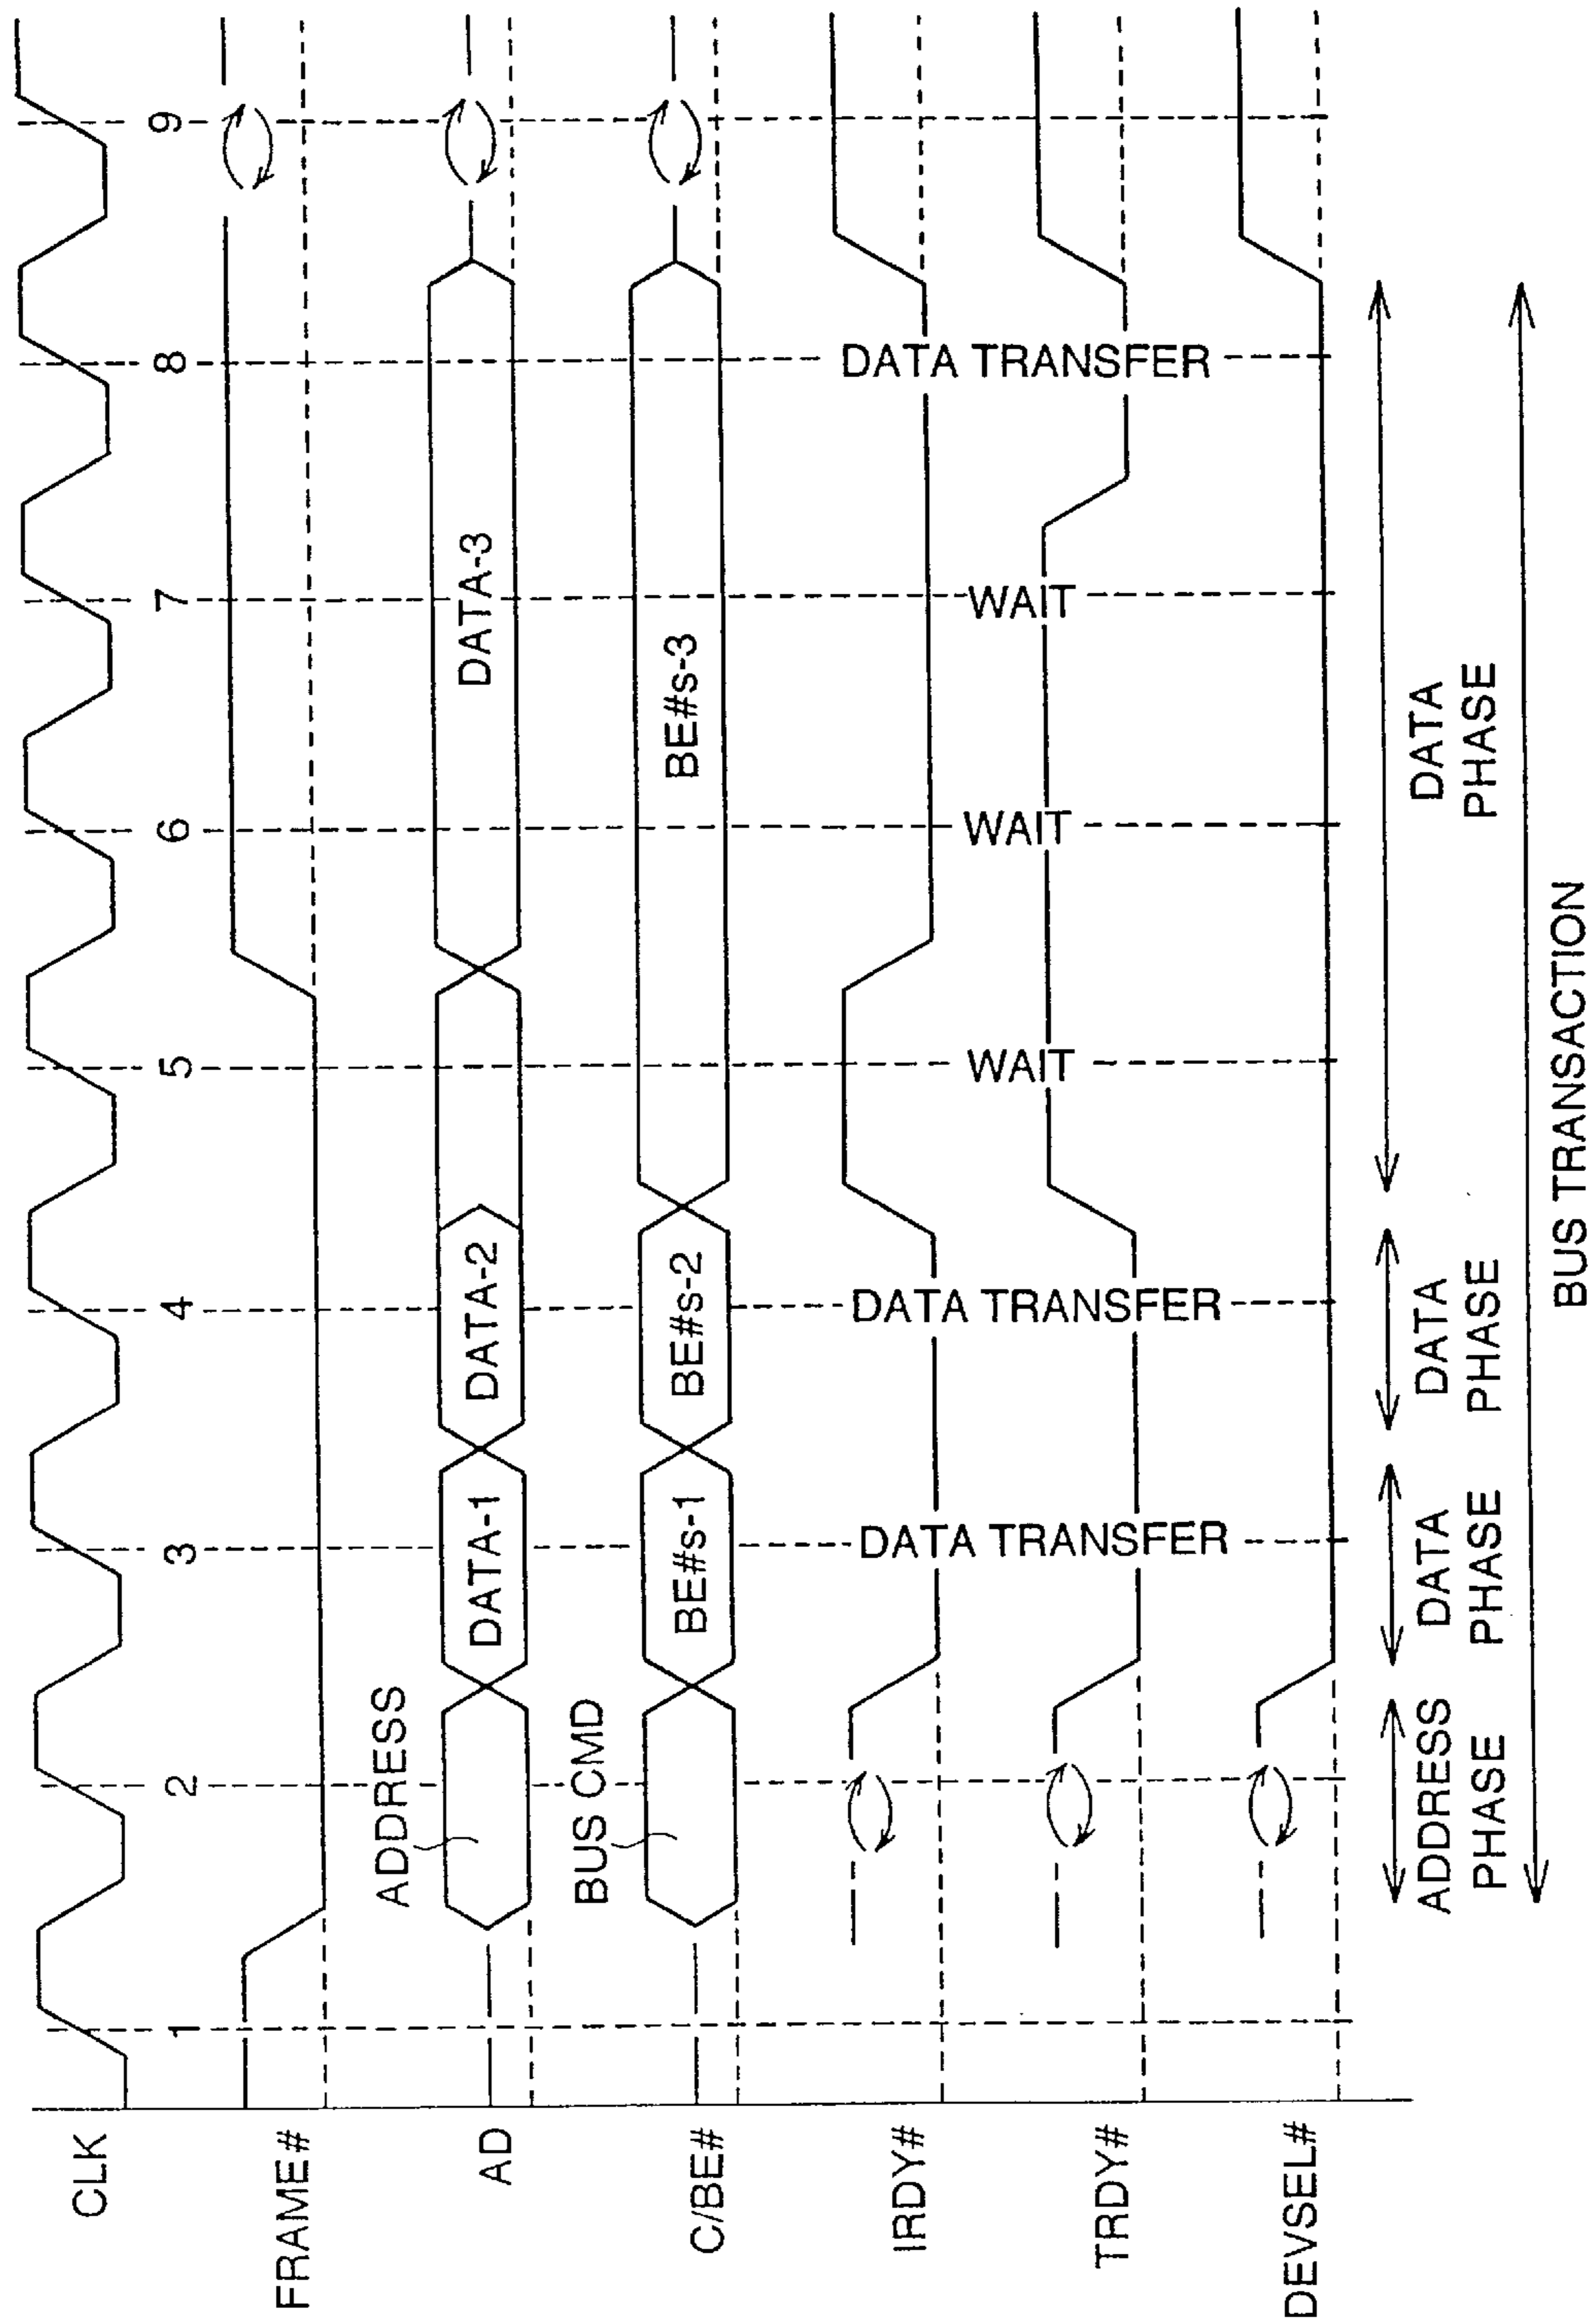 CLK
1 2 3 4 5 6 7 8 9
FRAME#
ADDRESS
AD
DATA-1 DATA-2 DATA-3
BUS CMD
C/BE#
BE#s-1 BE#s-2 BE#s-3
IRDY#
DATA TRANSFER DATA TRANSFER WAIT WAIT WAIT DATA TRANSFER
TRDY#
DEVSEL#
ADDRESS
PHASE
DATA
PHASE
DATA
PHASE
DATA
PHASE
BUS TRANSACTION